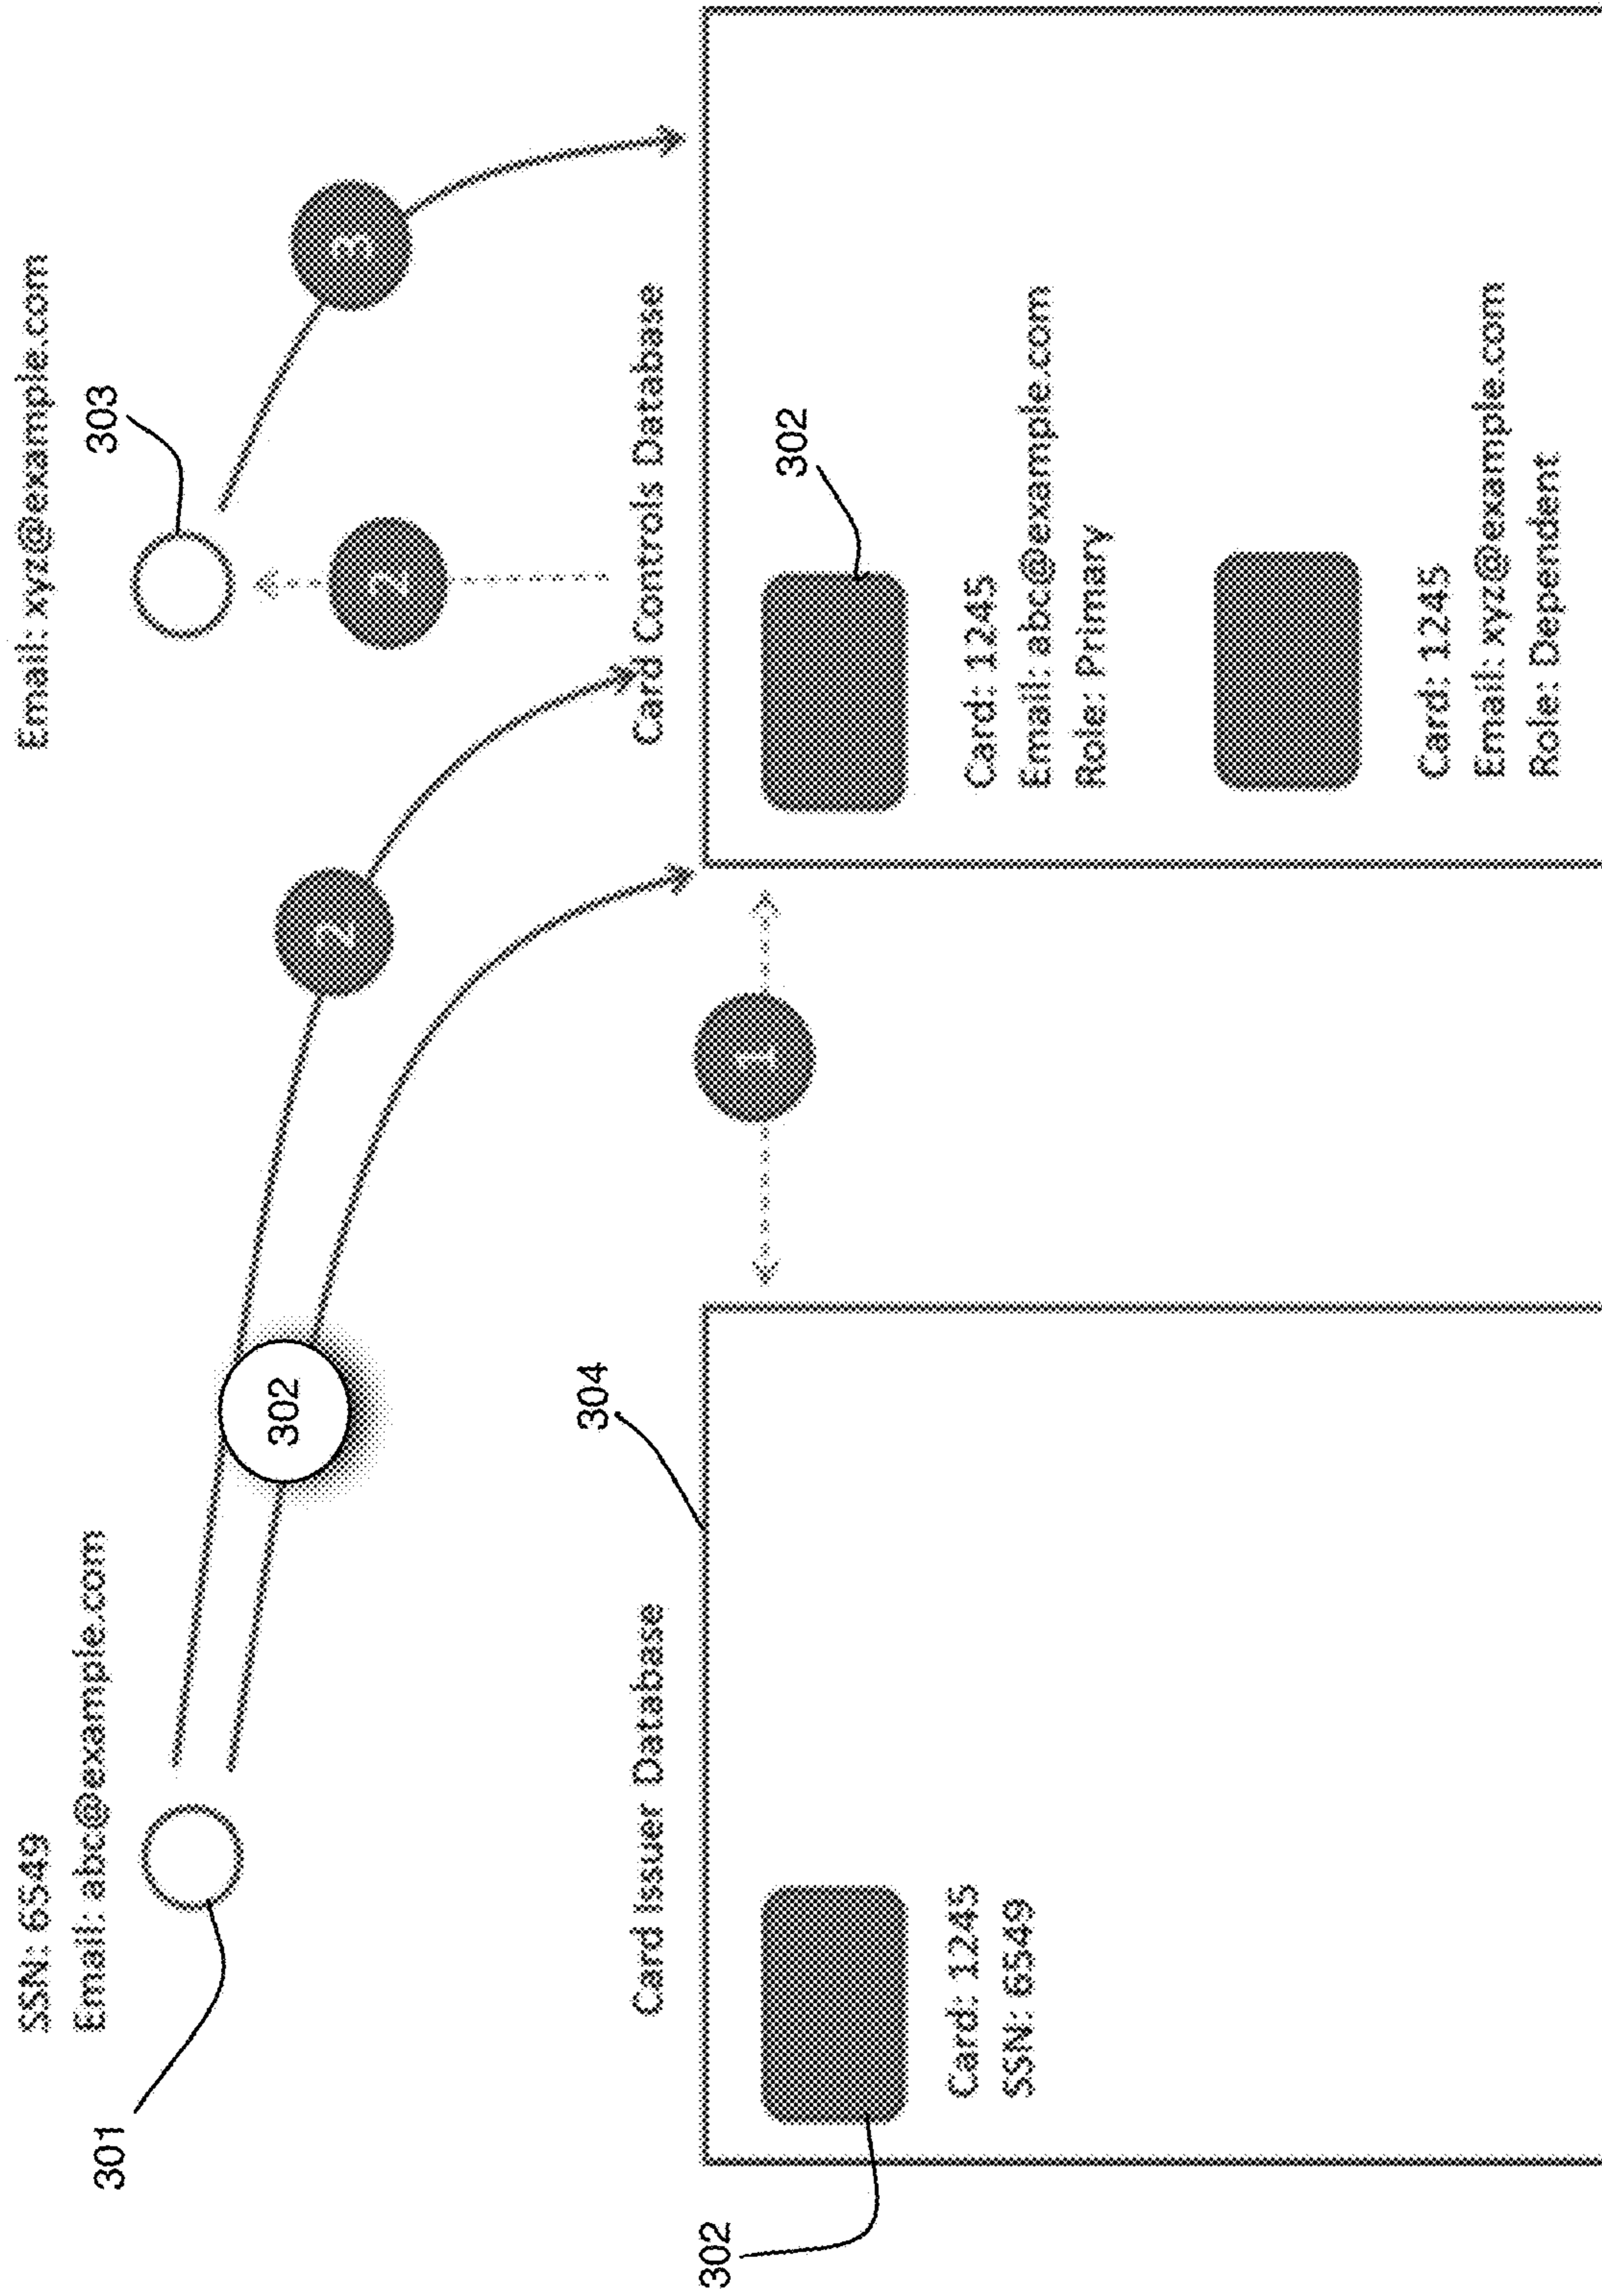 SSN: 6549
Email: abc@example.com
301
302
2
Email: xyz@example.com
303
2
3
Card Issuer Database
304
302
Card: 1245
SSN: 6549
1
Card Controls Database
302
Card: 1245
Email: abc@example.com
Role: Primary
Card: 1245
Email: xyz@example.com
Role: Dependent